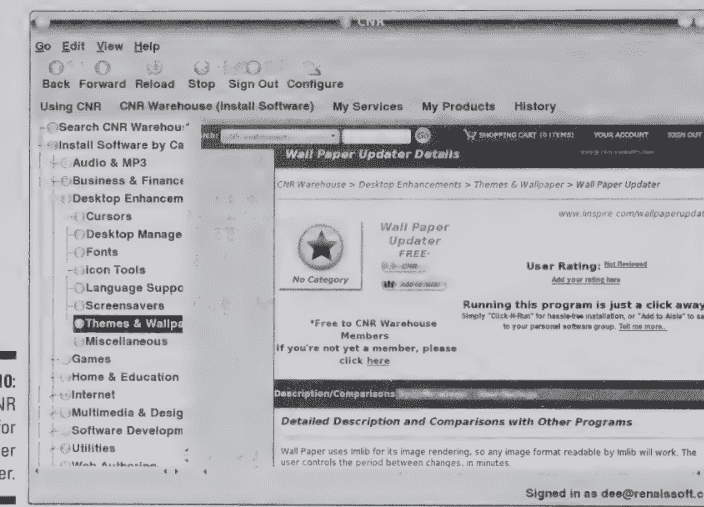 CNR
Go Edit View Help
Back Forward Reload Stop Sign Out Configure
Using CNR CNR Warehouse (Install Software) My Services My Products History
Search CNR Warehou
Install Software by Ca
Audio & MP3
Business & Finance
Desktop Enhancem
Cursors
Desktop Manage
Fonts
Icon Tools
Language Suppo
Screensavers
Themes & Wallpa
Miscellaneous
Games
Home & Education
Internet
Multimedia & Desig
Software Developm
Utilities
Web Authoring
Go SHOPPING CART (0 ITEMS) YOUR ACCOUNT SIGN OUT
Wall Paper Updater Details
CNR Warehouse > Desktop Enhancements > Themes & Wallpaper > Wall Paper Updater
www.linspire.com/wallpaperupdat
Wall Paper
Updater
FREE*
CNR
Add to Aisle
No Category
User Rating: Not Reviewed
Add your rating here
*Free to CNR Warehouse
Members
If you're not yet a member, please
click here
Running this program is just a click away
Simply "Click-N-Run" for hassle-free installation, or "Add to Aisle" to sa
to your personal software group. Tell me more..
Description/Comparisons
Detailed Description and Comparisons with Other Programs
Wall Paper uses Imlib for its image rendering, so any image format readable by Imlib will work. The
user controls the period between changes, in minutes.
Signed in as dee@renaissoft.c
10:
NR
for
er
er.